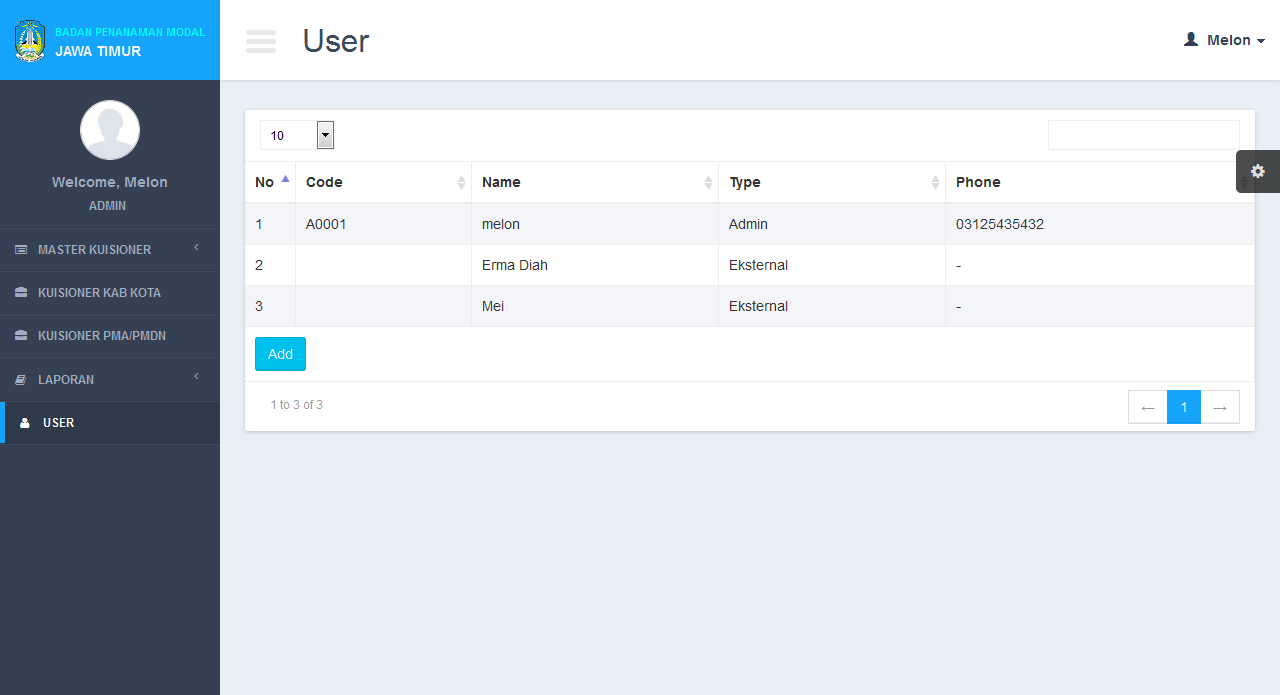 BADAN PENANAMAN MODAL
JAWA TIMUR
User
Melon
Welcome, Melon
ADMIN
MASTER KUISIONER
KUISIONER KAB KOTA
KUISIONER PMA/PMDN
LAPORAN
USER
10
No Code Name Type Phone
1 A0001 melon Admin 03125435432
2 Erma Diah Eksternal -
3 Mei Eksternal -
Add
1 to 3 of 3
← 1 →